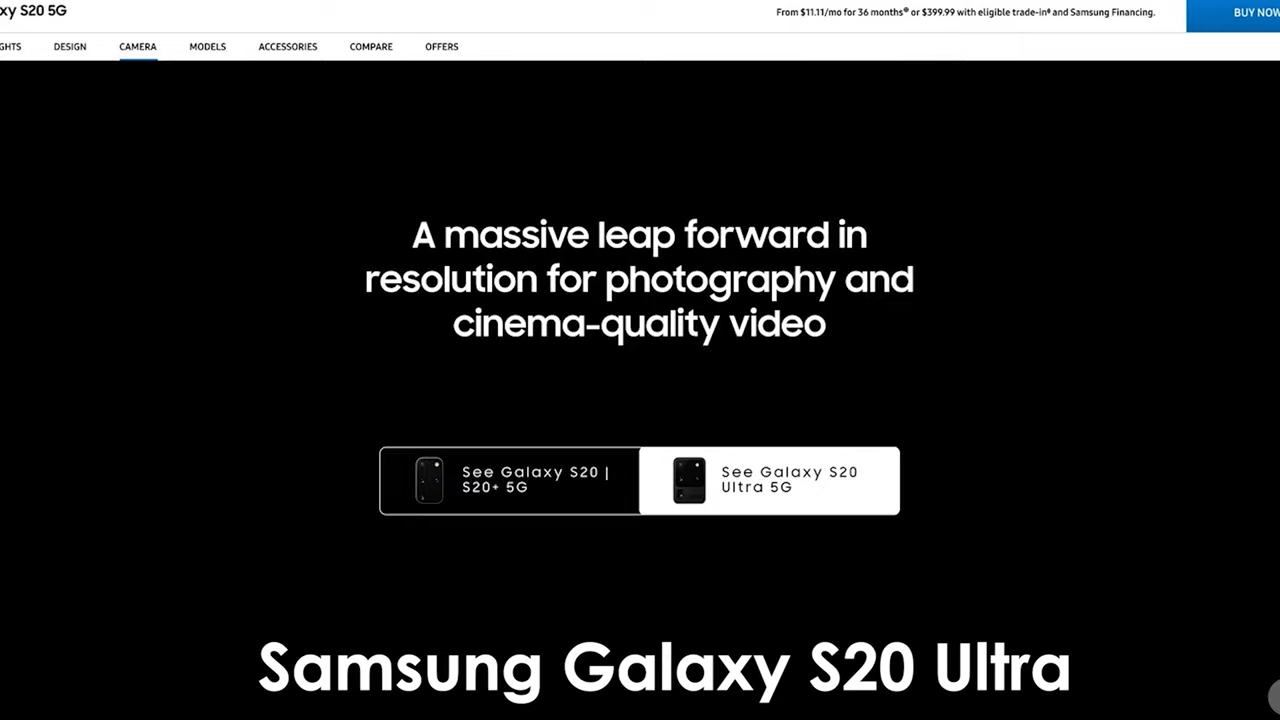 xy S20 5G
From $11.11/mo for 36 months⁰ or $399.99 with eligible trade-in⁸ and Samsung Financing.
BUY NOW
GHTS
DESIGN
CAMERA
MODELS
ACCESSORIES
COMPARE
OFFERS
A massive leap forward in
resolution for photography and
cinema-quality video
See Galaxy S20 |
S20+ 5G
See Galaxy S20
Ultra 5G
Samsung Galaxy S20 Ultra